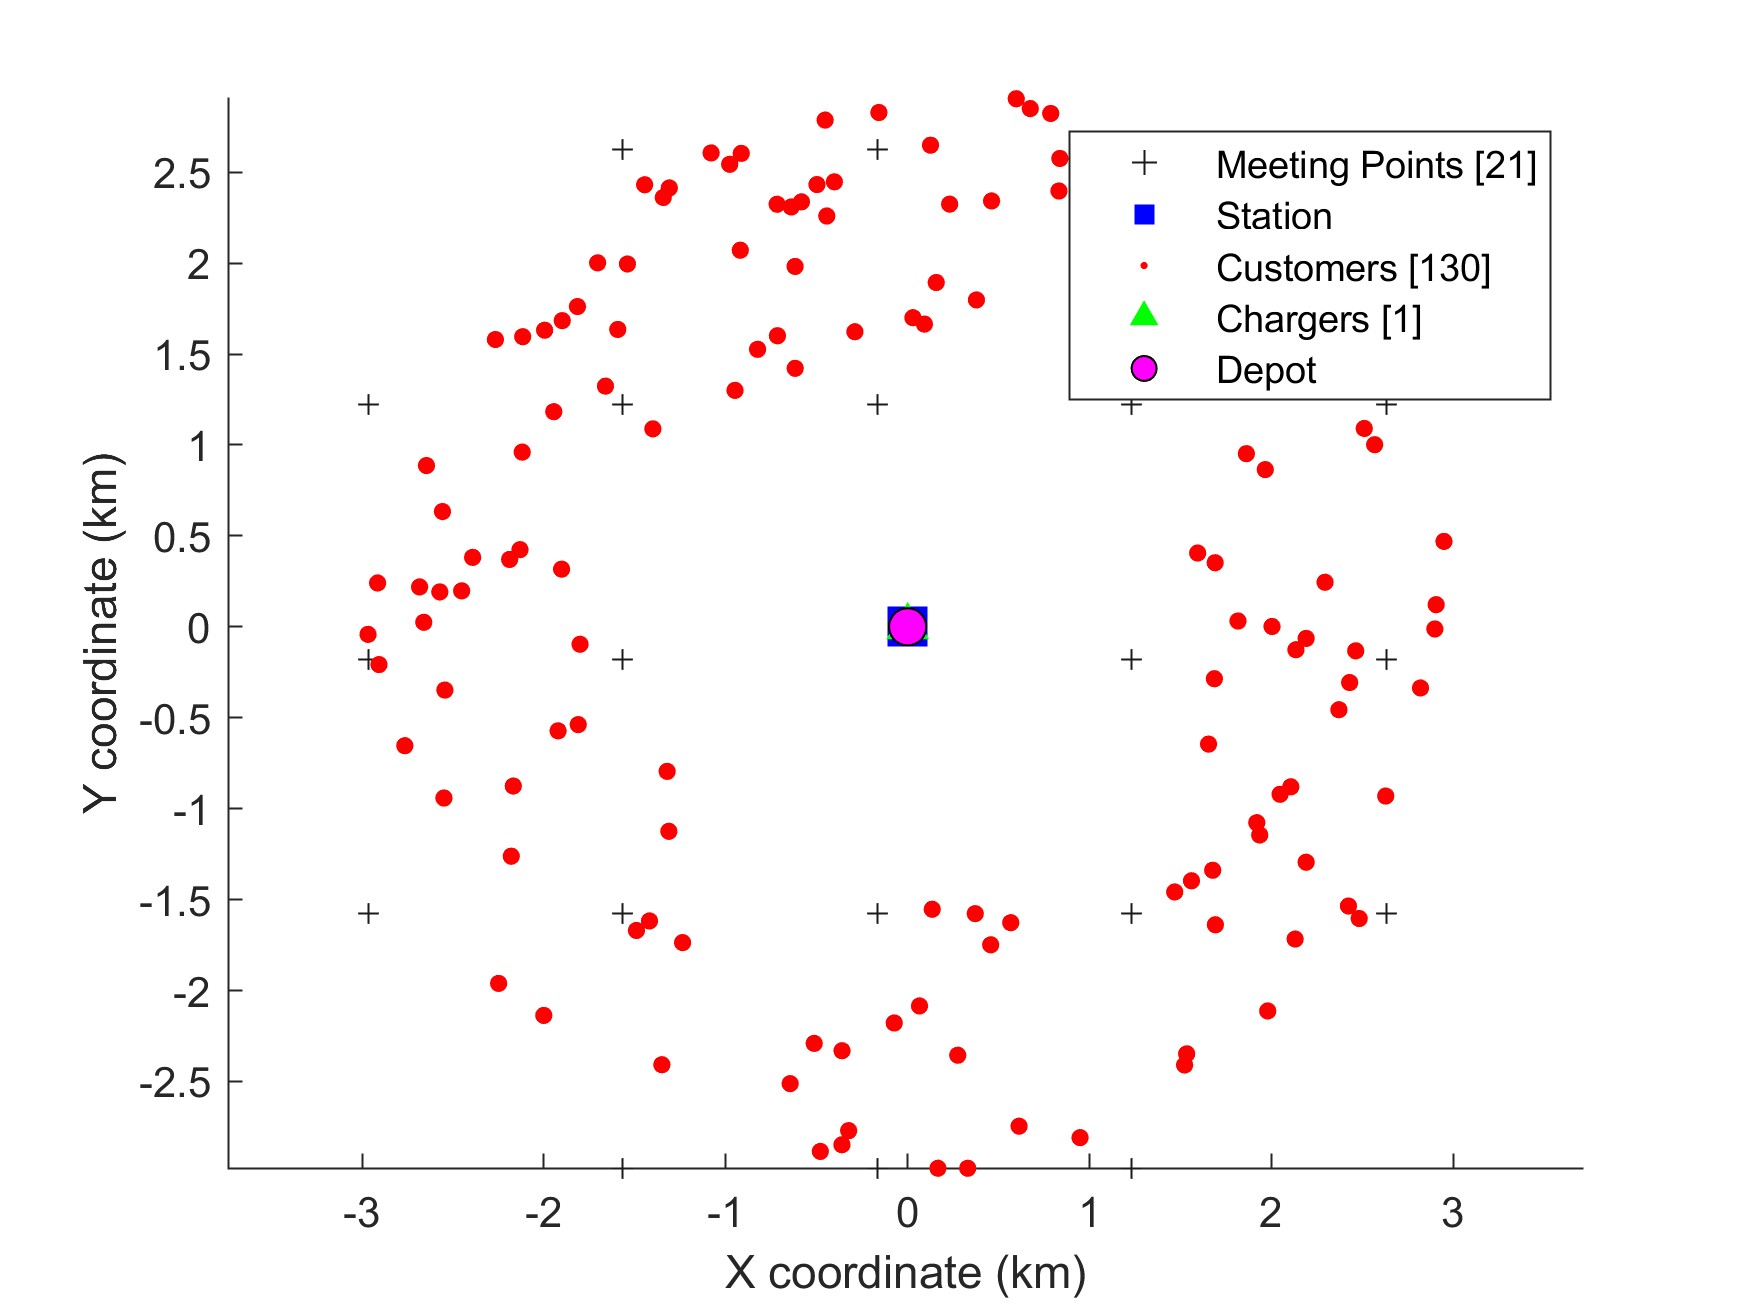 Meeting Points [21]
Station
Customers [130]
Chargers [1]
Depot
2.5
2
1.5
1
0.5
0
-0.5
-1
-1.5
-2
-2.5
Y coordinate (km)
-3 -2 -1 0 1 2 3
X coordinate (km)